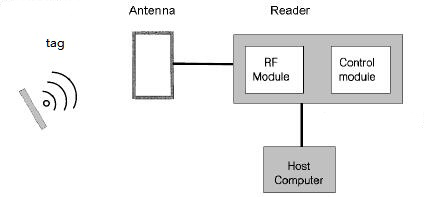 Antenna
Reader
tag
RF
Module
Control
module
Host
Computer